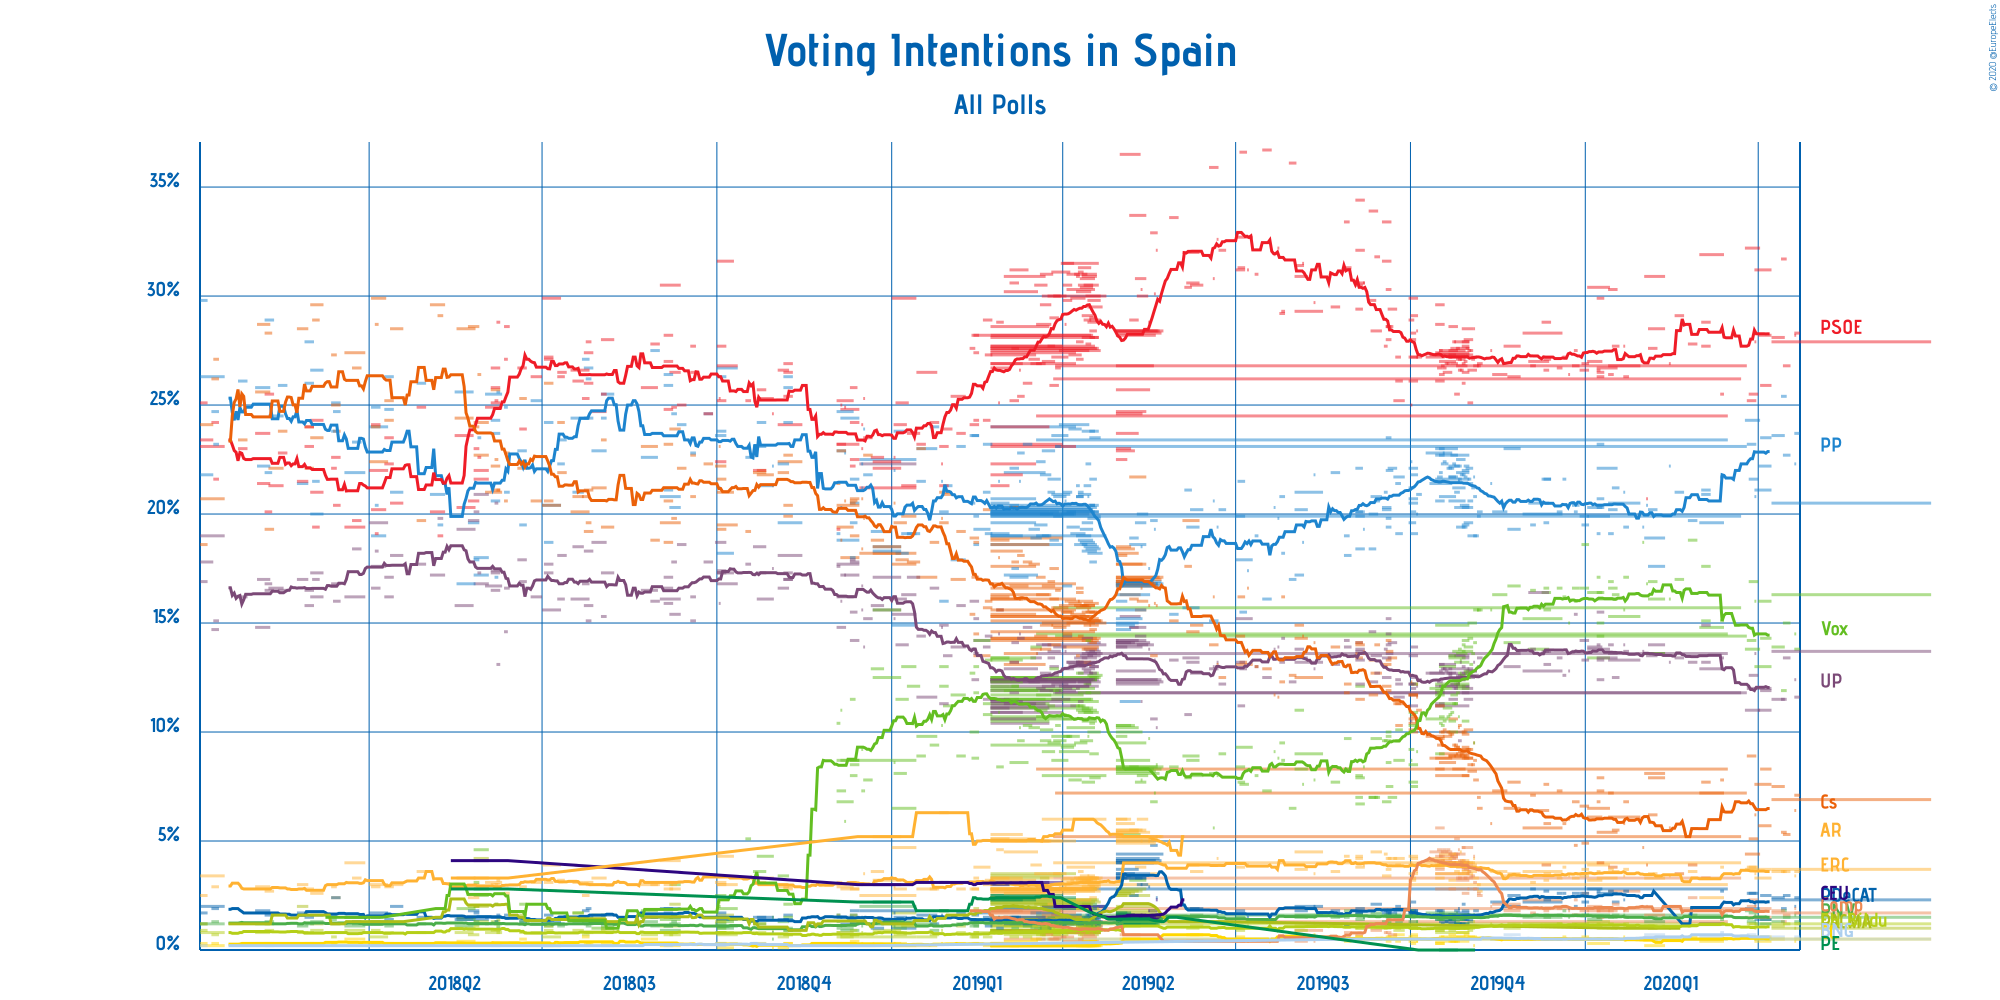 © 2020 @EuropeElects
Voting Intentions in Spain
All Polls
35%
30%
25%
20%
15%
10%
5%
0%
PSOE
PP
Vox
UP
Cs
AR
ERC
PE
2018Q2 2018Q3 2018Q4 2019Q1 2019Q2 2019Q3 2019Q4 2020Q1